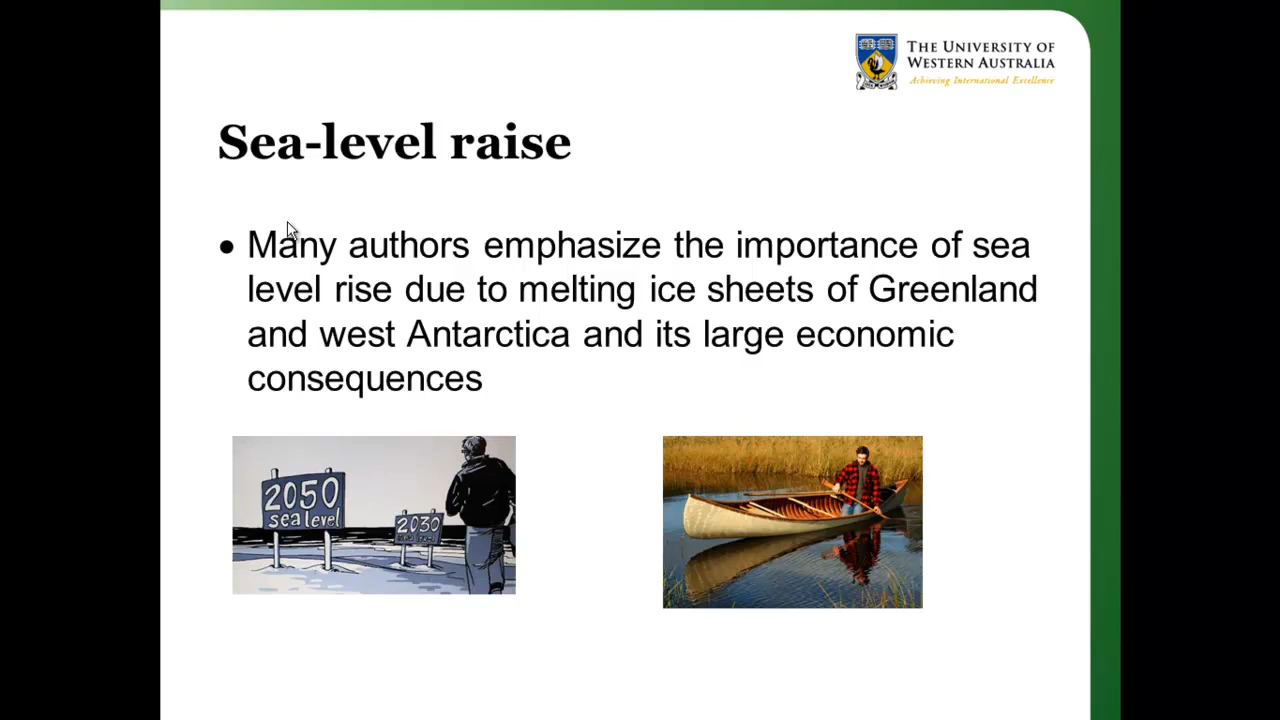 THE UNIVERSITY OF
WESTERN AUSTRALIA
Achieving International Excellence
Sea-level raise
• Many authors emphasize the importance of sea
level rise due to melting ice sheets of Greenland
and west Antarctica and its large economic
consequences
2050
sea level
2030